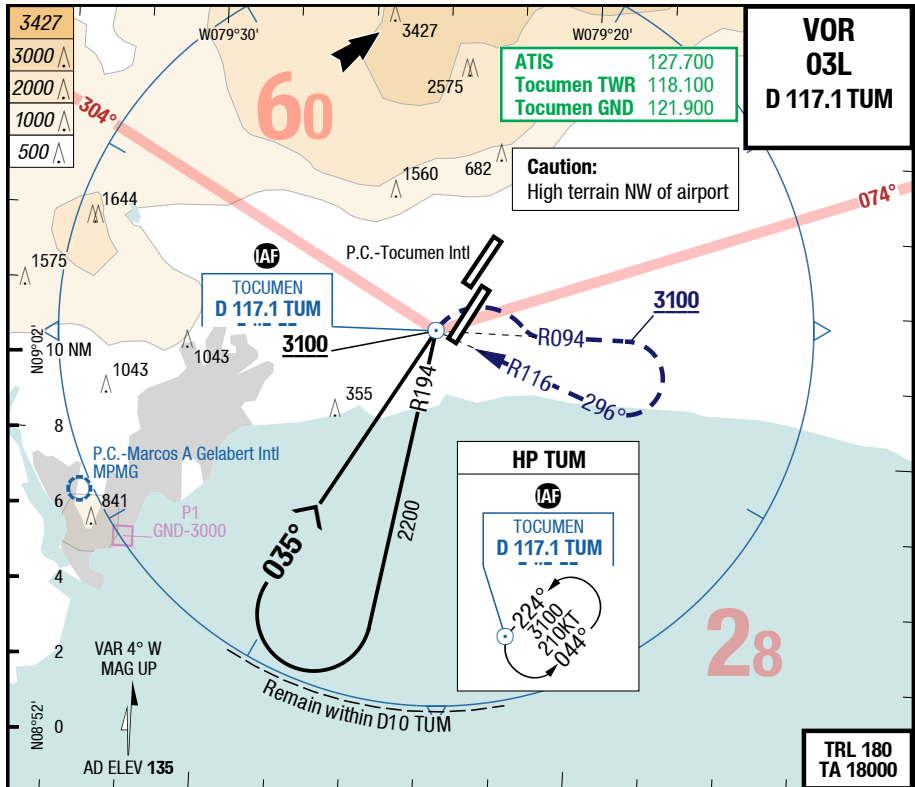 3427
3000
2000
1000
500
W079°30'
3427
W079°20'
2575
60
304°
ATIS 127.700
Tocumen TWR 118.100
Tocumen GND 121.900
VOR
03L
D 117.1 TUM
Caution:
High terrain NW of airport
1560
682
074°
1644
1575
IAF
TOCUMEN
D 117.1 TUM
P.C.-Tocumen Intl
3100
3100
R094
R116
296°
N09°02'
10 NM
1043
1043
355
R194
2200
035°
8
6
4
2
0
P.C.-Marcos A Gelabert Intl
MPMG
841
P1
GND-3000
HP TUM
IAF
TOCUMEN
D 117.1 TUM
224°
3100
210KT
044°
28
VAR 4° W
MAG UP
Remain within D10 TUM
N08°52'
AD ELEV 135
TRL 180
TA 18000